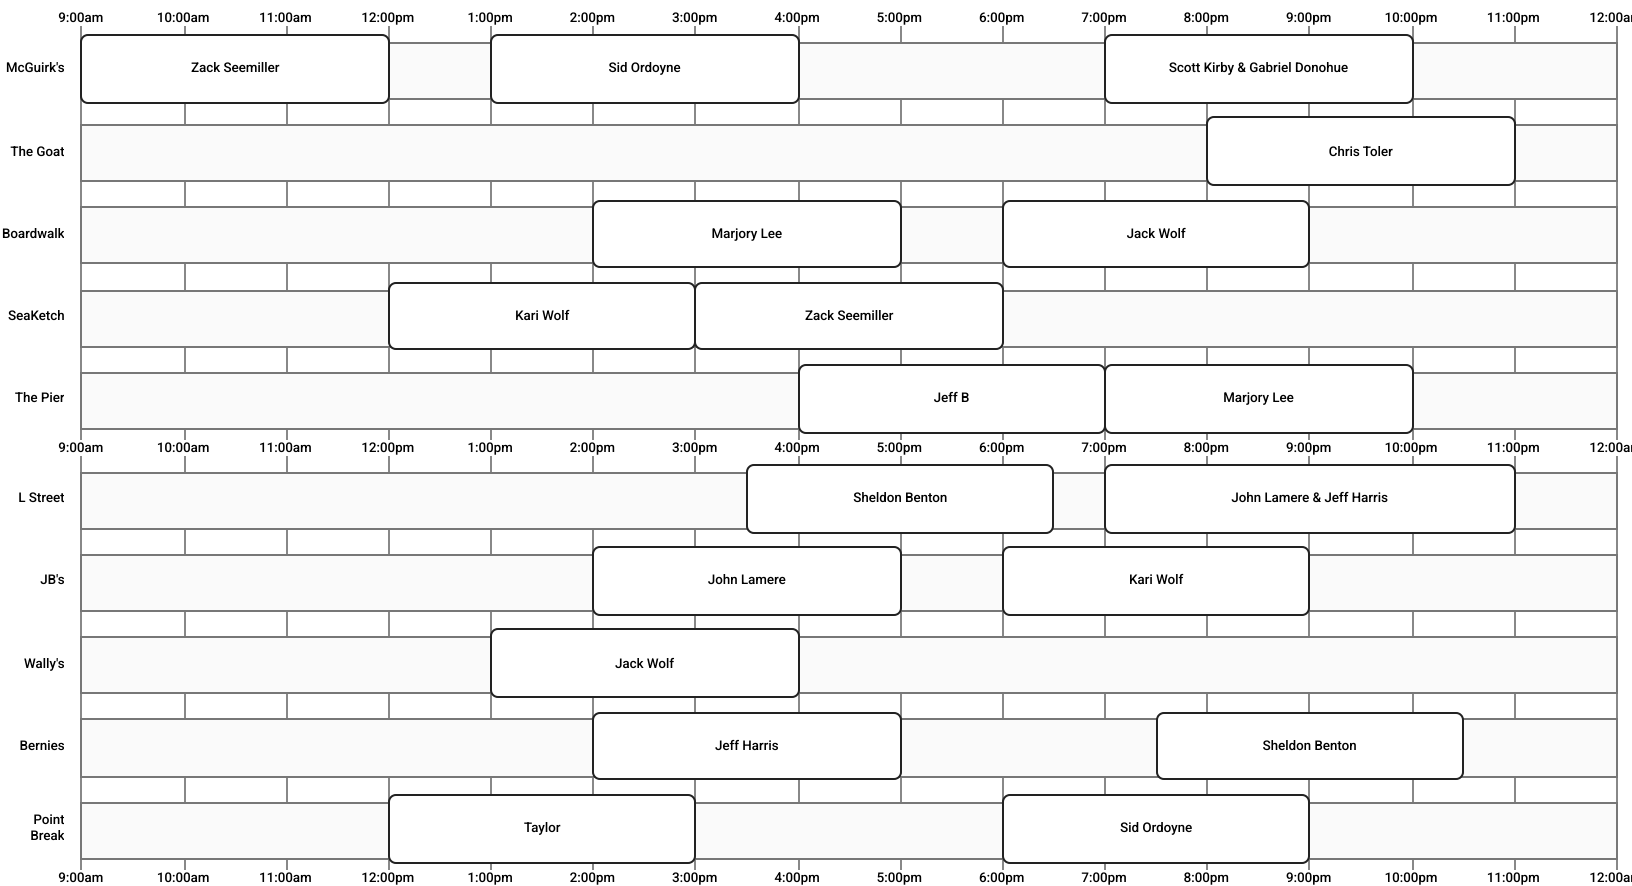 9:00am 10:00am 11:00am 12:00pm 1:00pm 2:00pm 3:00pm 4:00pm 5:00pm 6:00pm 7:00pm 8:00pm 9:00pm 10:00pm 11:00pm 12:00a
McGuirk's Zack Seemiller Sid Ordoyne Scott Kirby & Gabriel Donohue
The Goat Chris Toler
Boardwalk Marjory Lee Jack Wolf
SeaKetch Kari Wolf Zack Seemiller
The Pier Jeff B Marjory Lee
9:00am 10:00am 11:00am 12:00pm 1:00pm 2:00pm 3:00pm 4:00pm 5:00pm 6:00pm 7:00pm 8:00pm 9:00pm 10:00pm 11:00pm 12:00a
L Street Sheldon Benton John Lamere & Jeff Harris
JB's John Lamere Kari Wolf
Wally's Jack Wolf
Bernies Jeff Harris Sheldon Benton
Point
Break Taylor Sid Ordoyne
9:00am 10:00am 11:00am 12:00pm 1:00pm 2:00pm 3:00pm 4:00pm 5:00pm 6:00pm 7:00pm 8:00pm 9:00pm 10:00pm 11:00pm 12:00a